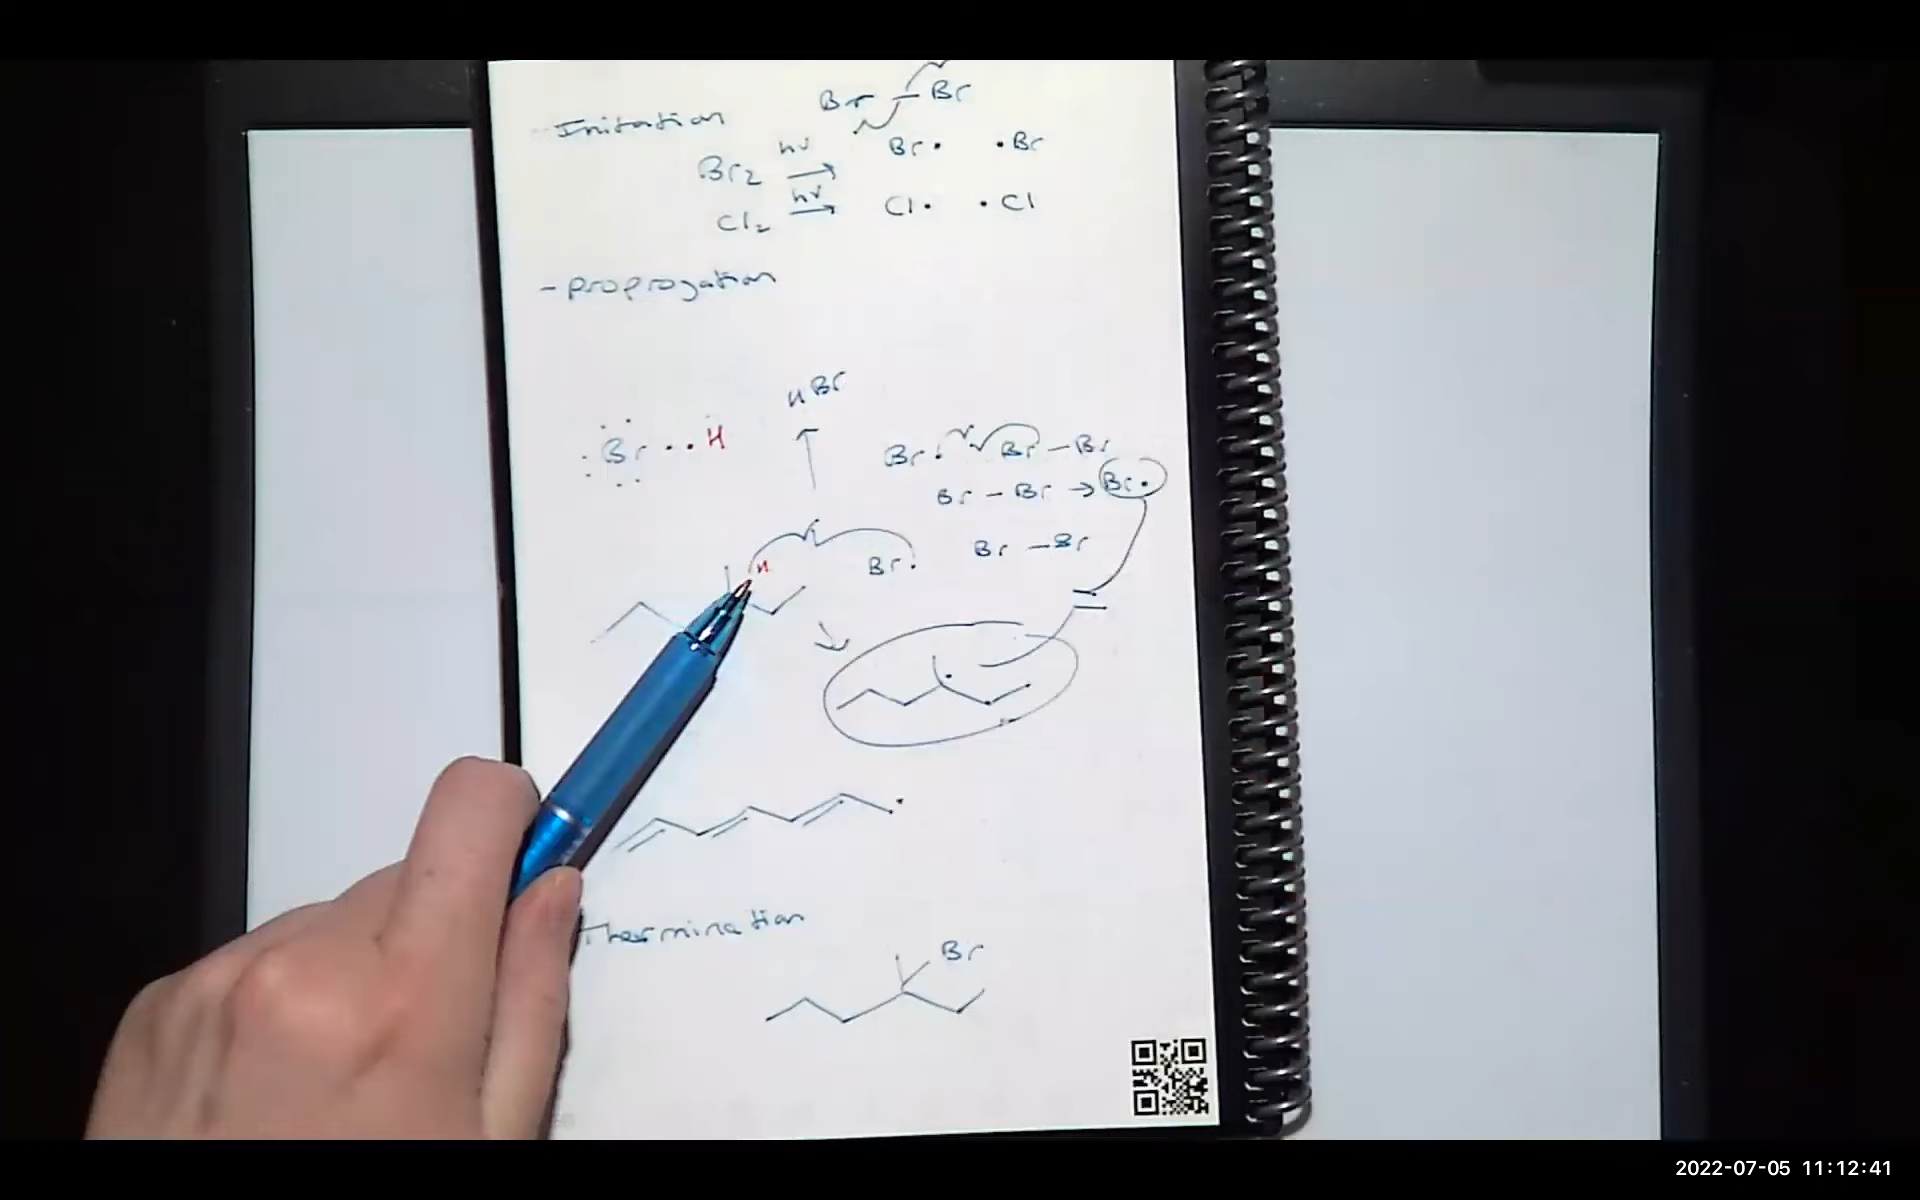 Br - Br
- Initation
Br2 hν → Br• •Br
Cl2 hν → Cl• •Cl
- proprogation
HBr
Br • • H
Br• Br - Br
Br - Br → Br•
Br - Br
H Br•
Thermination
Br
2022-07-05 11:12:41